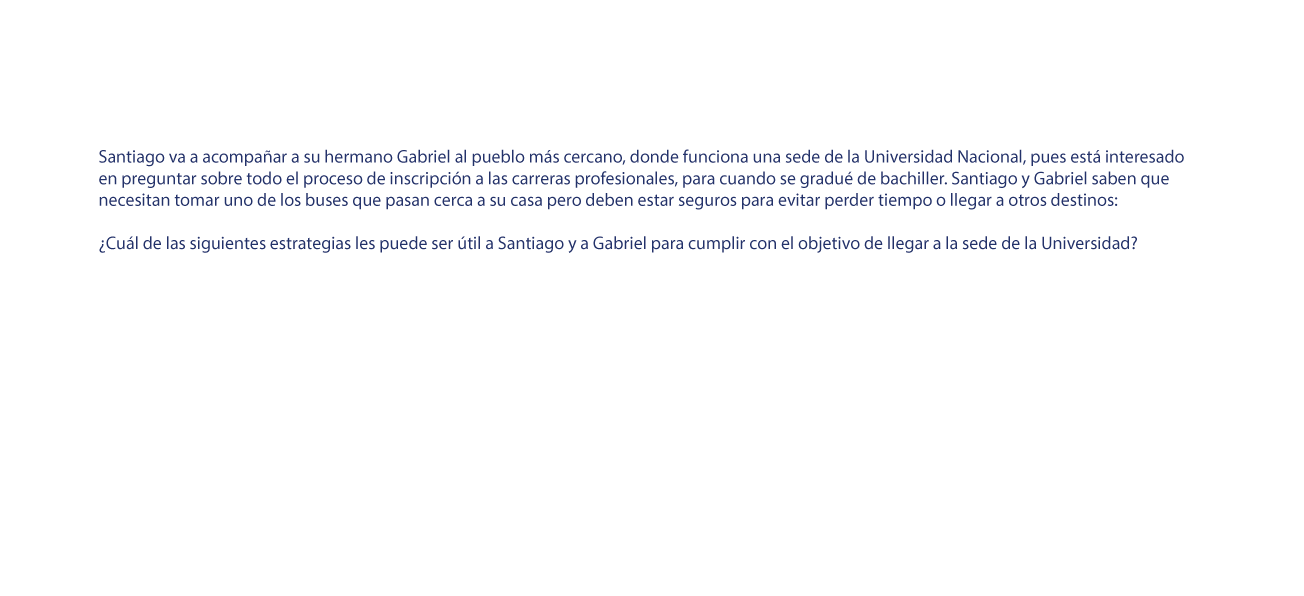 Santiago va a acompañar a su hermano Gabriel al pueblo más cercano, donde funciona una sede de la Universidad Nacional, pues está interesado
en preguntar sobre todo el proceso de inscripción a las carreras profesionales, para cuando se gradué de bachiller. Santiago y Gabriel saben que
necesitan tomar uno de los buses que pasan cerca a su casa pero deben estar seguros para evitar perder tiempo o llegar a otros destinos:
¿Cuál de las siguientes estrategias les puede ser útil a Santiago y a Gabriel para cumplir con el objetivo de llegar a la sede de la Universidad?